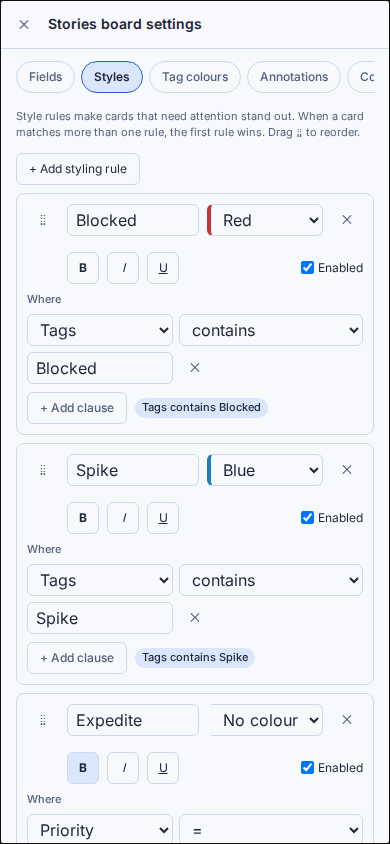 Stories board settings
Fields Styles Tag colours Annotations Co
Style rules make cards that need attention stand out. When a card
matches more than one rule, the first rule wins. Drag ⣿ to reorder.
+ Add styling rule
Blocked Red
B I U Enabled
Where
Tags contains
Blocked
+ Add clause Tags contains Blocked
Spike Blue
B I U Enabled
Where
Tags contains
Spike
+ Add clause Tags contains Spike
Expedite No colour
B I U Enabled
Where
Priority =